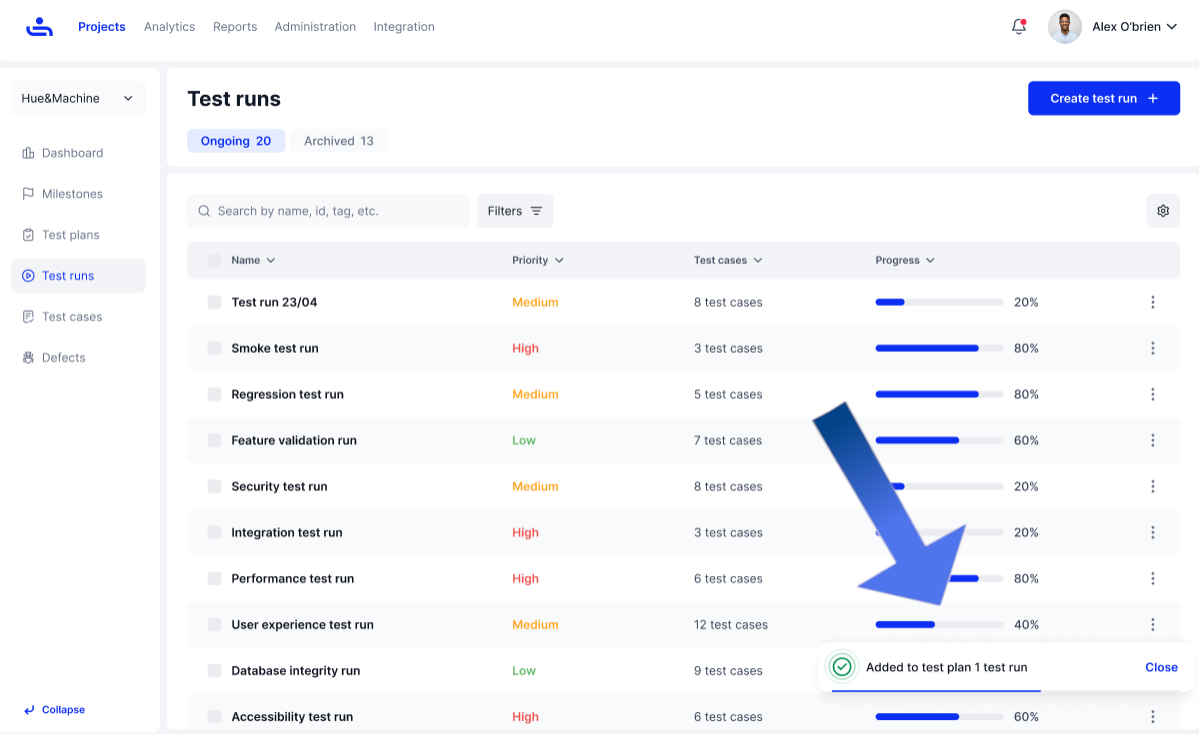 Projects Analytics Reports Administration Integration Alex O'brien
Hue&Machine
Dashboard
Milestones
Test plans
Test runs
Test cases
Defects
Collapse
Test runs
Create test run +
Ongoing 20 Archived 13
Search by name, id, tag, etc. Filters
Name Priority Test cases Progress
Test run 23/04 Medium 8 test cases 20%
Smoke test run High 3 test cases 80%
Regression test run Medium 5 test cases 80%
Feature validation run Low 7 test cases 60%
Security test run Medium 8 test cases 20%
Integration test run High 3 test cases 20%
Performance test run High 6 test cases 80%
User experience test run Medium 12 test cases 40%
Database integrity run Low 9 test cases
Added to test plan 1 test run Close
Accessibility test run High 6 test cases 60%